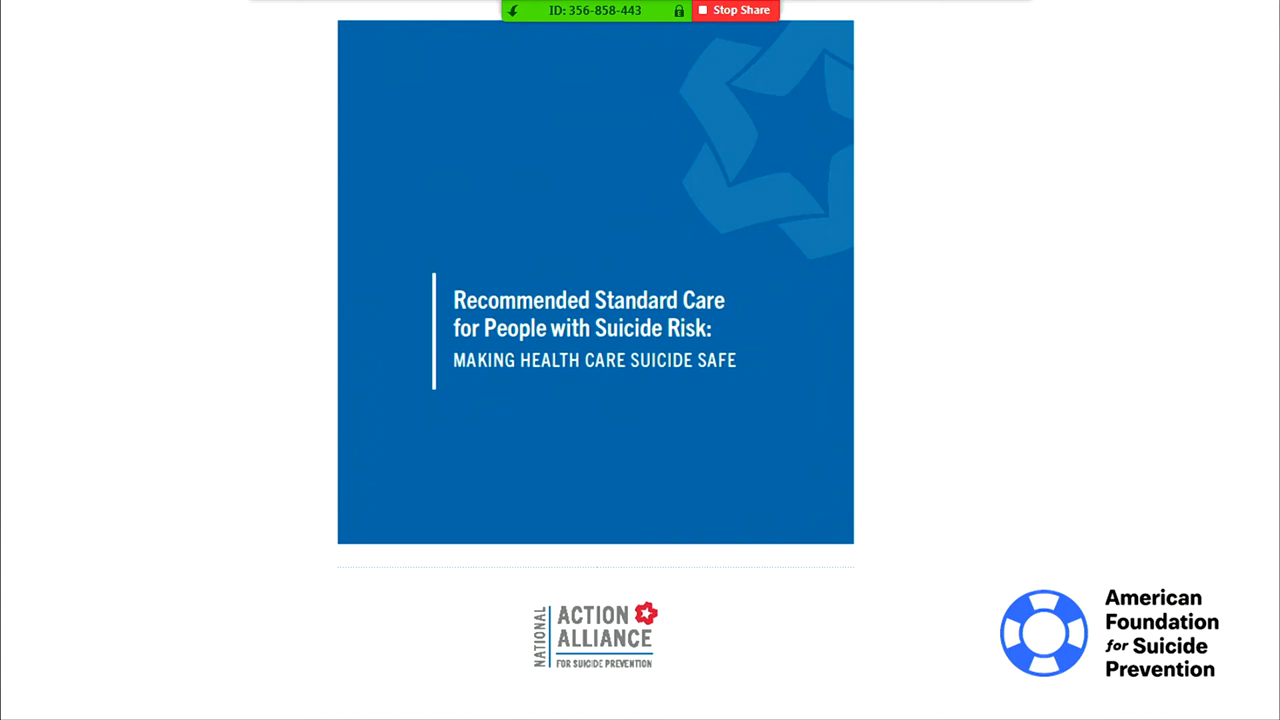 ID: 356-858-443
Stop Share
Recommended Standard Care
for People with Suicide Risk:
MAKING HEALTH CARE SUICIDE SAFE
NATIONAL
ACTION
ALLIANCE
FOR SUICIDE PREVENTION
American
Foundation
for Suicide
Prevention